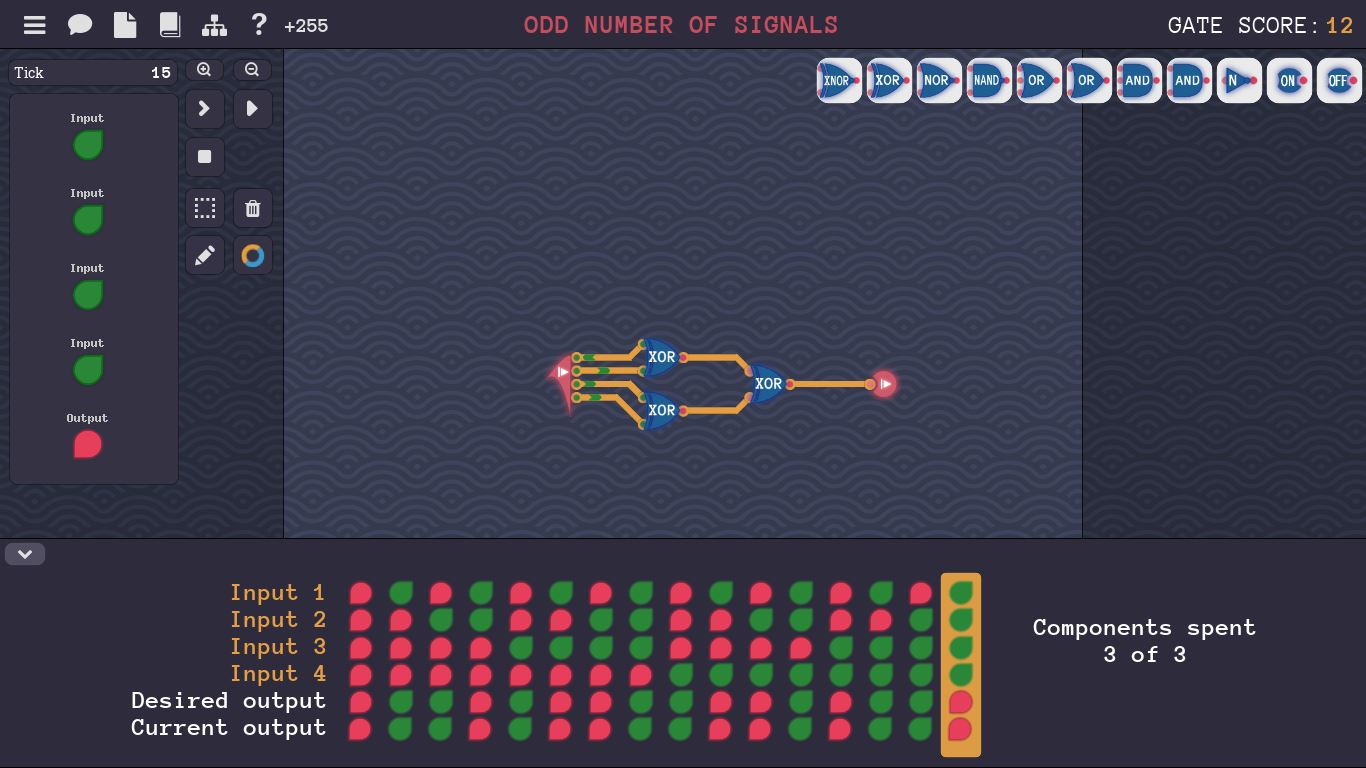 ? +255
ODD NUMBER OF SIGNALS
GATE SCORE: 12
Tick 15
XNOR XOR NOR NAND OR OR AND AND N ON OFF
Input
Input
Input
Input
Output
XOR
XOR
XOR
Input 1
Input 2
Input 3
Input 4
Desired output
Current output
Components spent
3 of 3